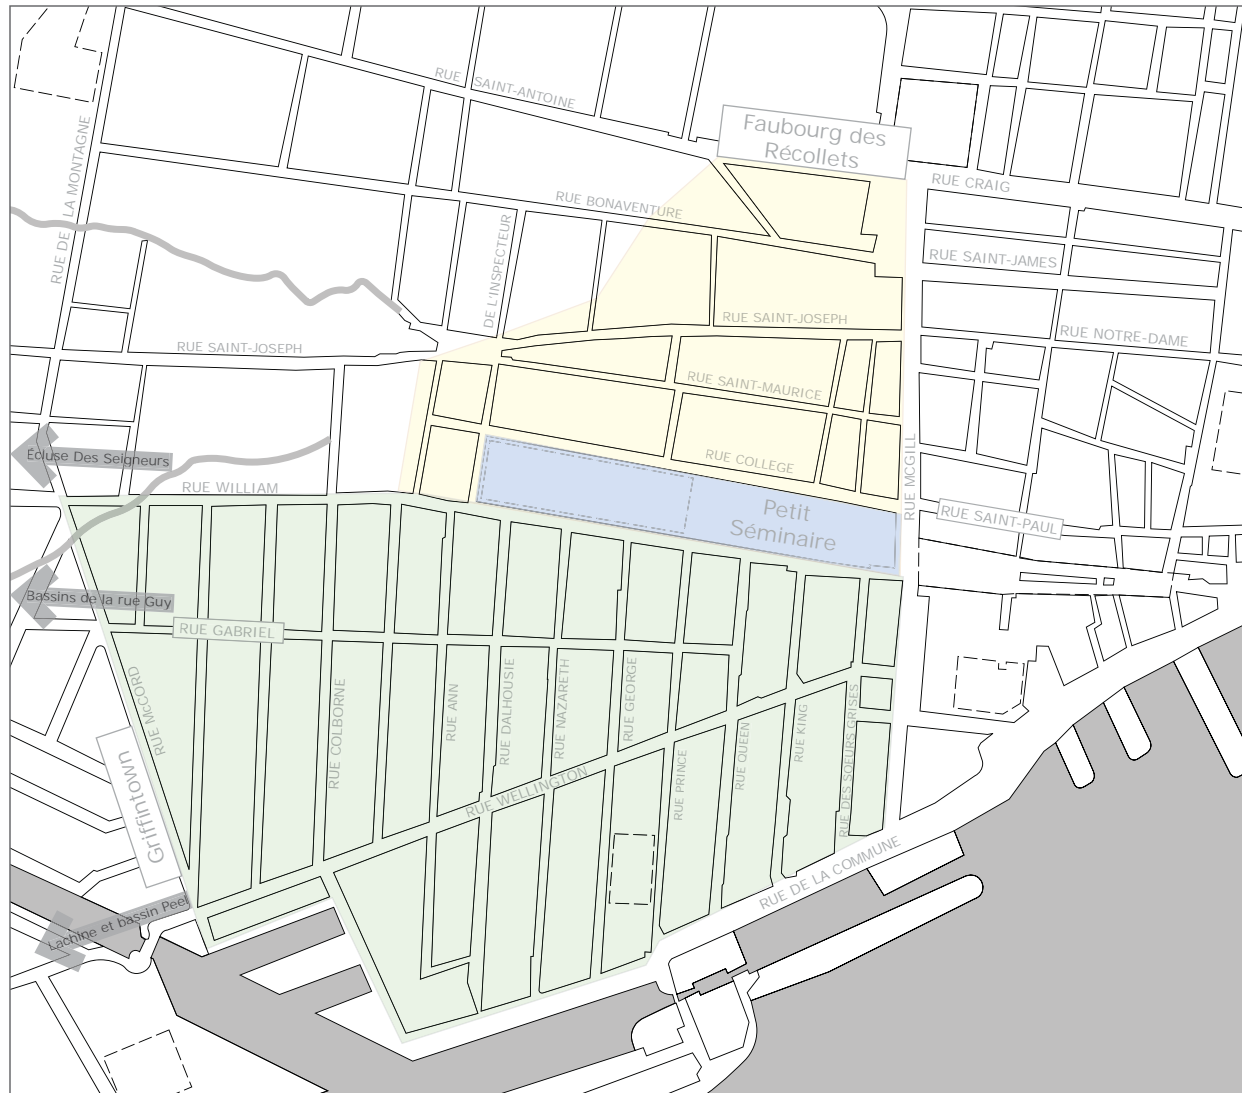 RUE SAINT-ANTOINE
Faubourg des
Récollets
RUE DE LA MONTAGNE
RUE CRAIG
RUE BONAVENTURE
DE L'INSPECTEUR
RUE SAINT-JAMES
RUE SAINT-JOSEPH
RUE NOTRE-DAME
RUE SAINT-JOSEPH
RUE SAINT-MAURICE
Écluse Des Seigneurs
RUE COLLEGE
RUE MCGILL
RUE WILLIAM
Petit
Séminaire
RUE SAINT-PAUL
Bassins de la rue Guy
RUE GABRIEL
RUE MCCORD
RUE COLBORNE
RUE ANN
RUE DALHOUSIE
RUE NAZARETH
RUE GEORGE
RUE PRINCE
RUE QUEEN
RUE KING
RUE DES SOEURS GRISES
RUE WELLINGTON
Griffintown
RUE DE LA COMMUNE
Lachine et bassin Peel